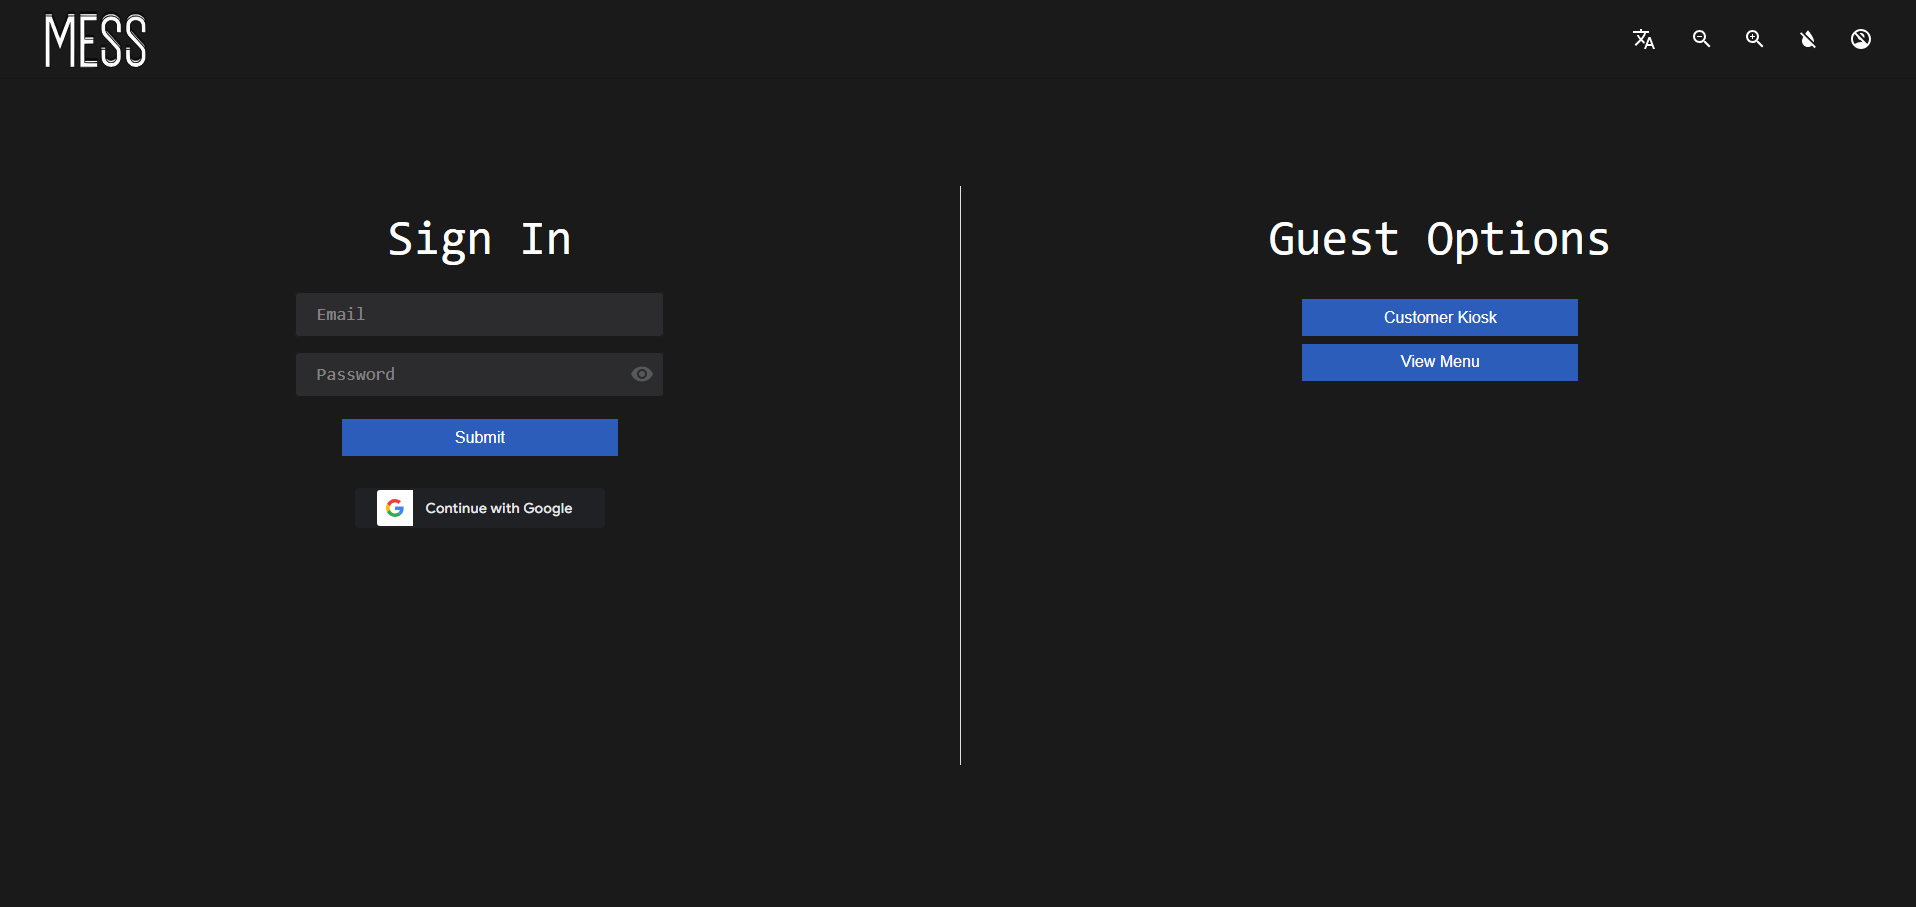 MESS
Sign In
Email
Password
Submit
Continue with Google
Guest Options
Customer Kiosk
View Menu